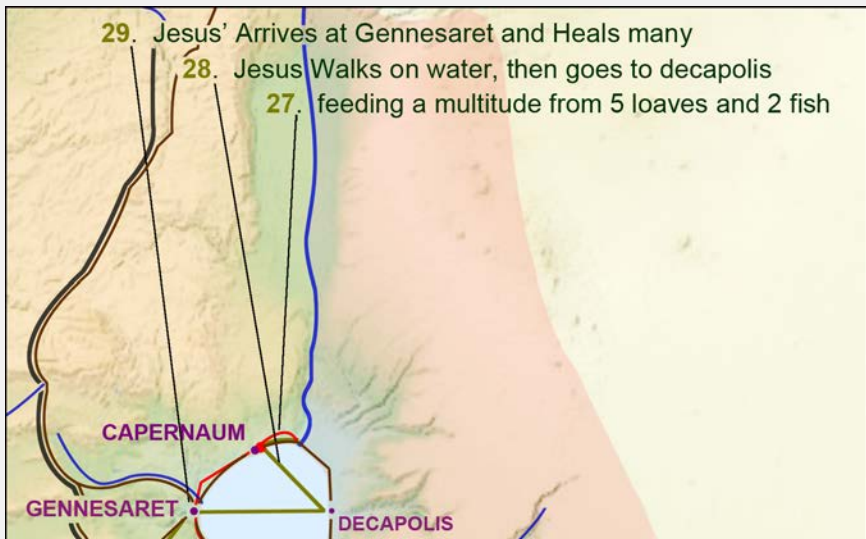 29. Jesus’ Arrives at Gennesaret and Heals many
28. Jesus Walks on water, then goes to decapolis
27. feeding a multitude from 5 loaves and 2 fish
CAPERNAUM
GENNESARET
DECAPOLIS